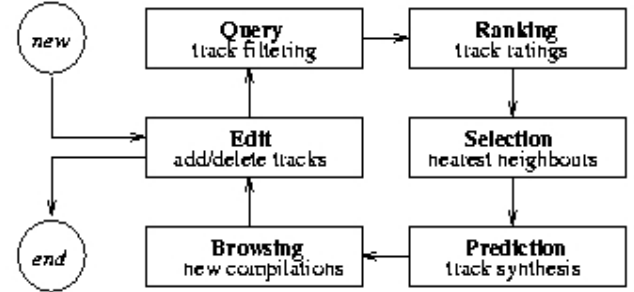 new
Query
track filtering
Ranking
track ratings
Edit
add/delete tracks
Selection
nearest neighbours
end
Browsing
new compilations
Prediction
track synthesis